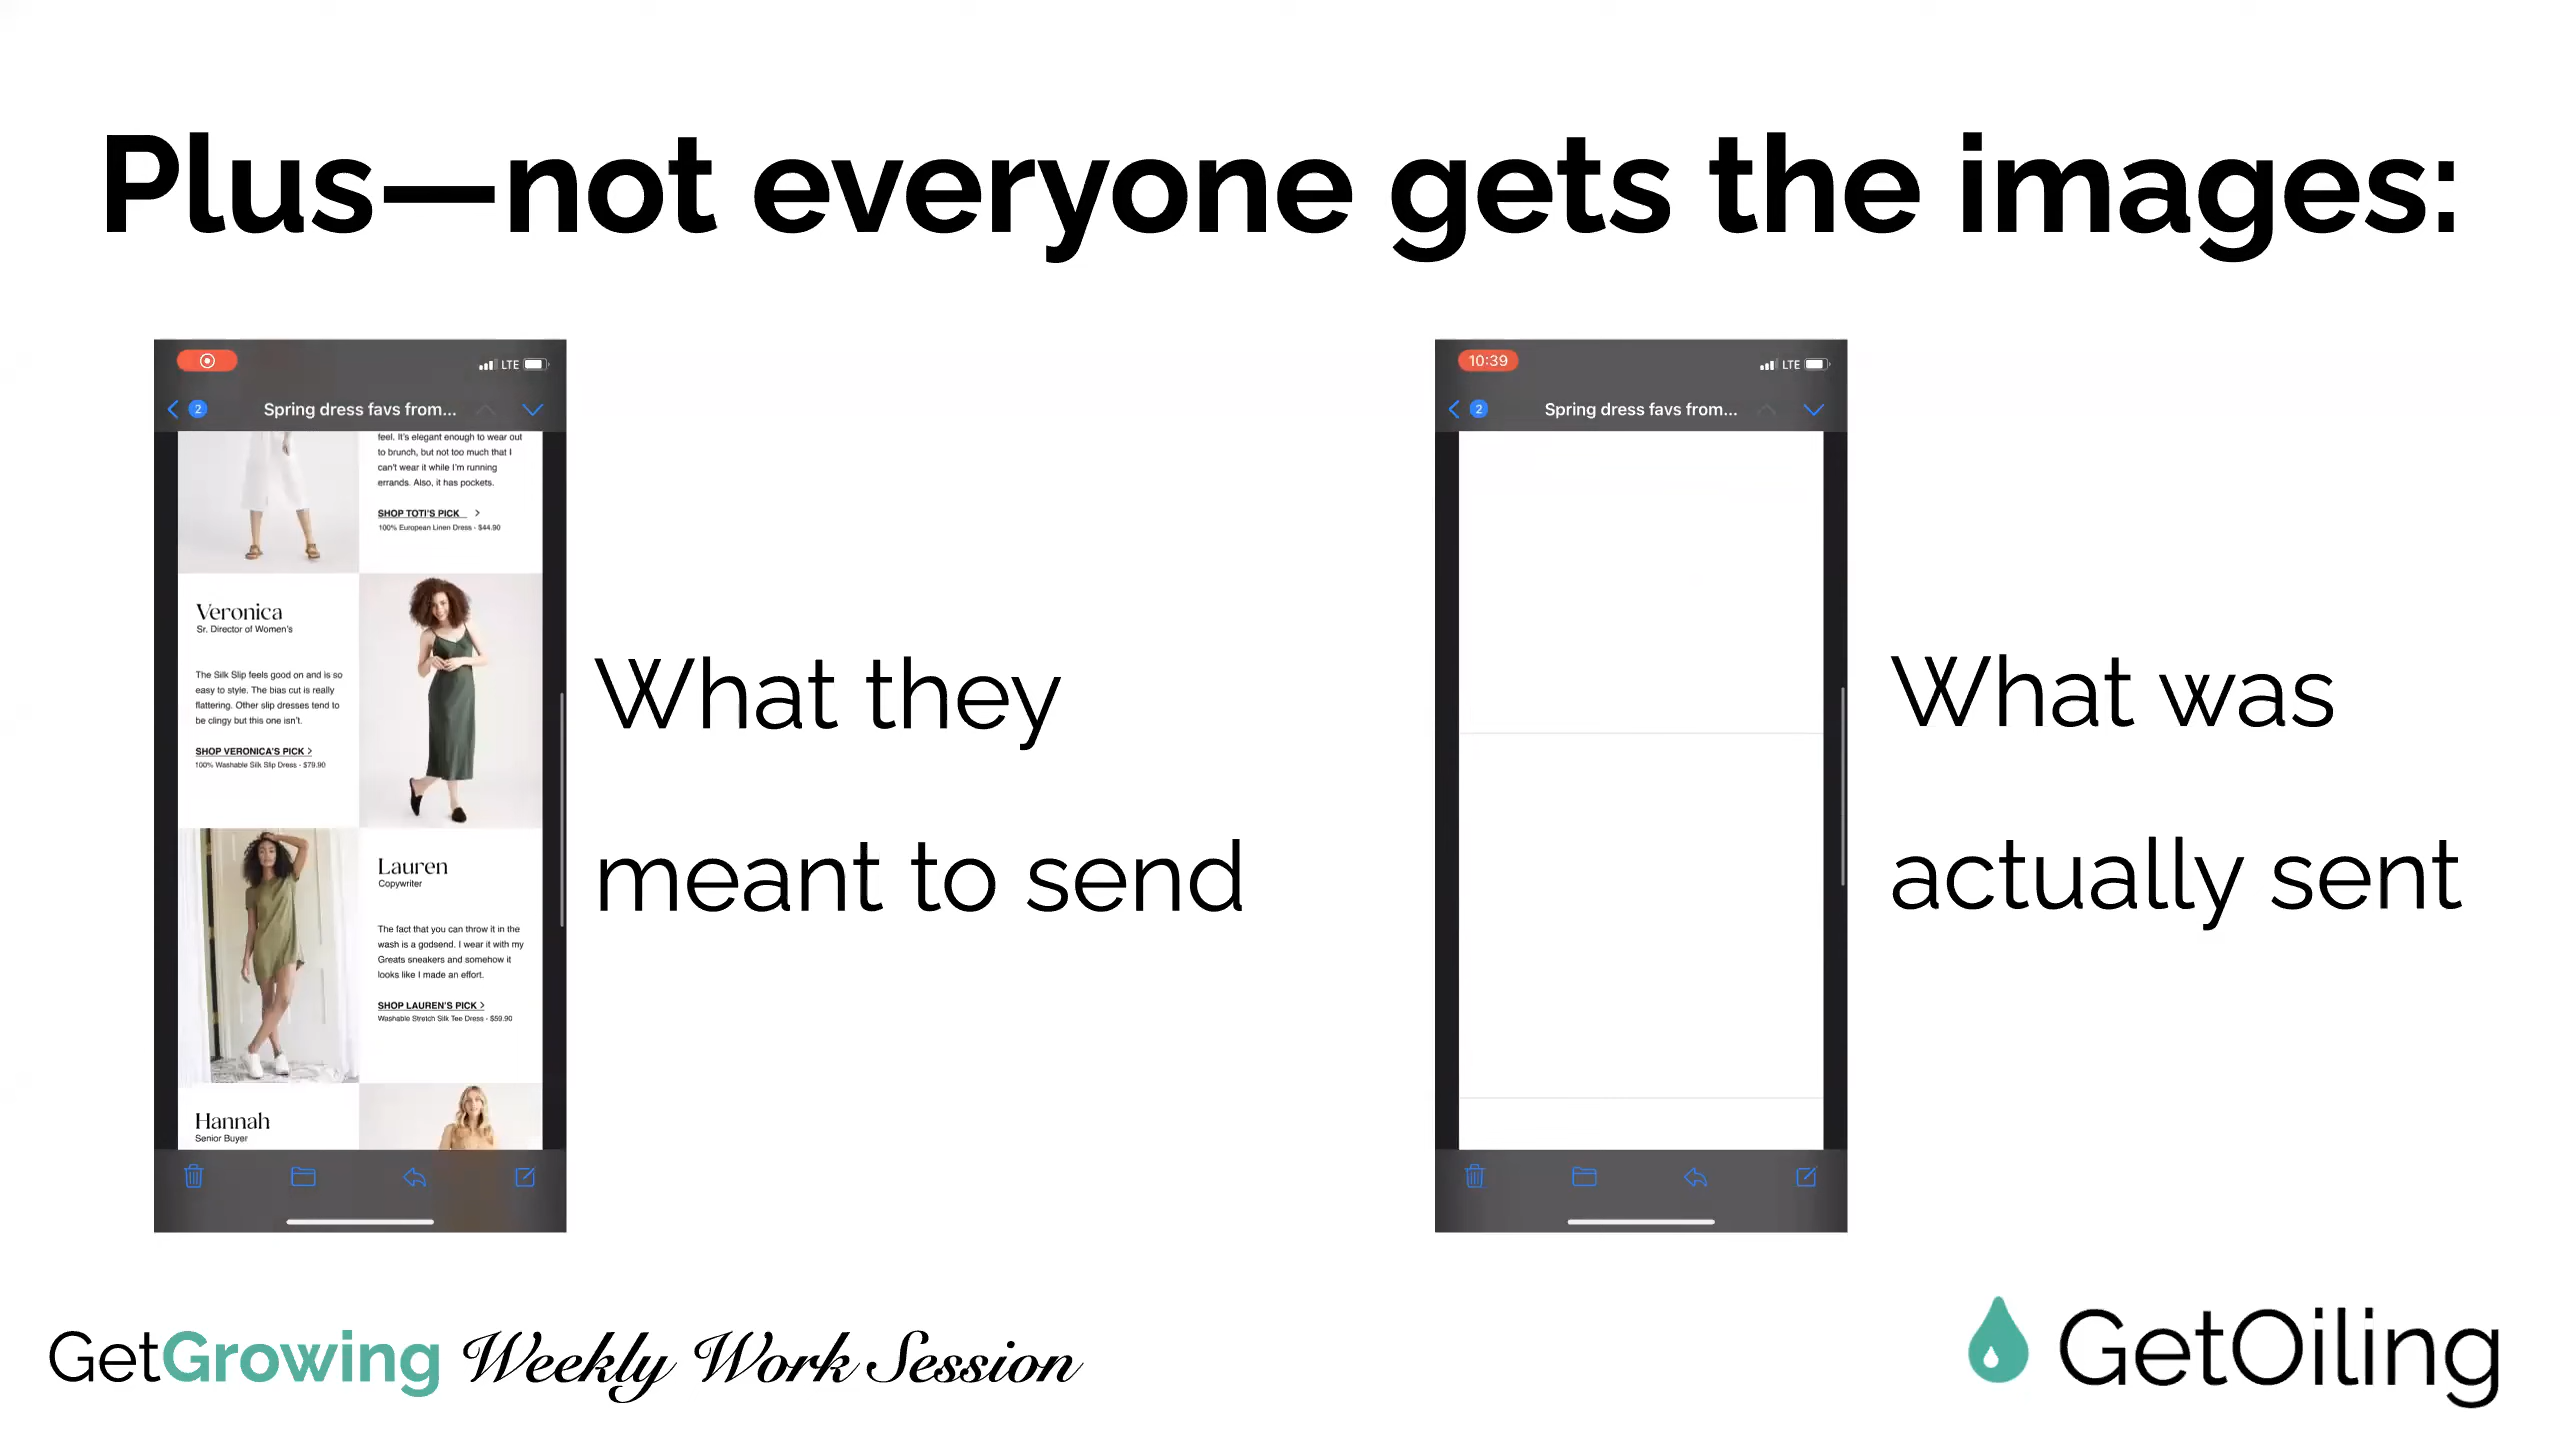 Plus—not everyone gets the images:
LTE
2
Spring dress favs from...
feel. It's elegant enough to wear out
to brunch, but not too much that I
can't wear it while I'm running
errands. Also, it has pockets.
SHOP TOTI'S PICK >
100% European Linen Dress - $44.90
Veronica
Sr. Director of Women's
The Silk Slip feels good on and is so
easy to style. The bias cut is really
flattering. Other slip dresses tend to
be clingy but this one isn't.
SHOP VERONICA'S PICK >
100% Washable Silk Slip Dress - $79.90
Lauren
Copywriter
The fact that you can throw it in the
wash is a godsend. I wear it with my
Greats sneakers and somehow it
looks like I made an effort.
SHOP LAUREN'S PICK >
Washable Stretch Silk Tee Dress - $59.90
Hannah
Senior Buyer
What they
meant to send
10:39
LTE
2
Spring dress favs from...
What was
actually sent
GetGrowing Weekly Work Session
GetOiling